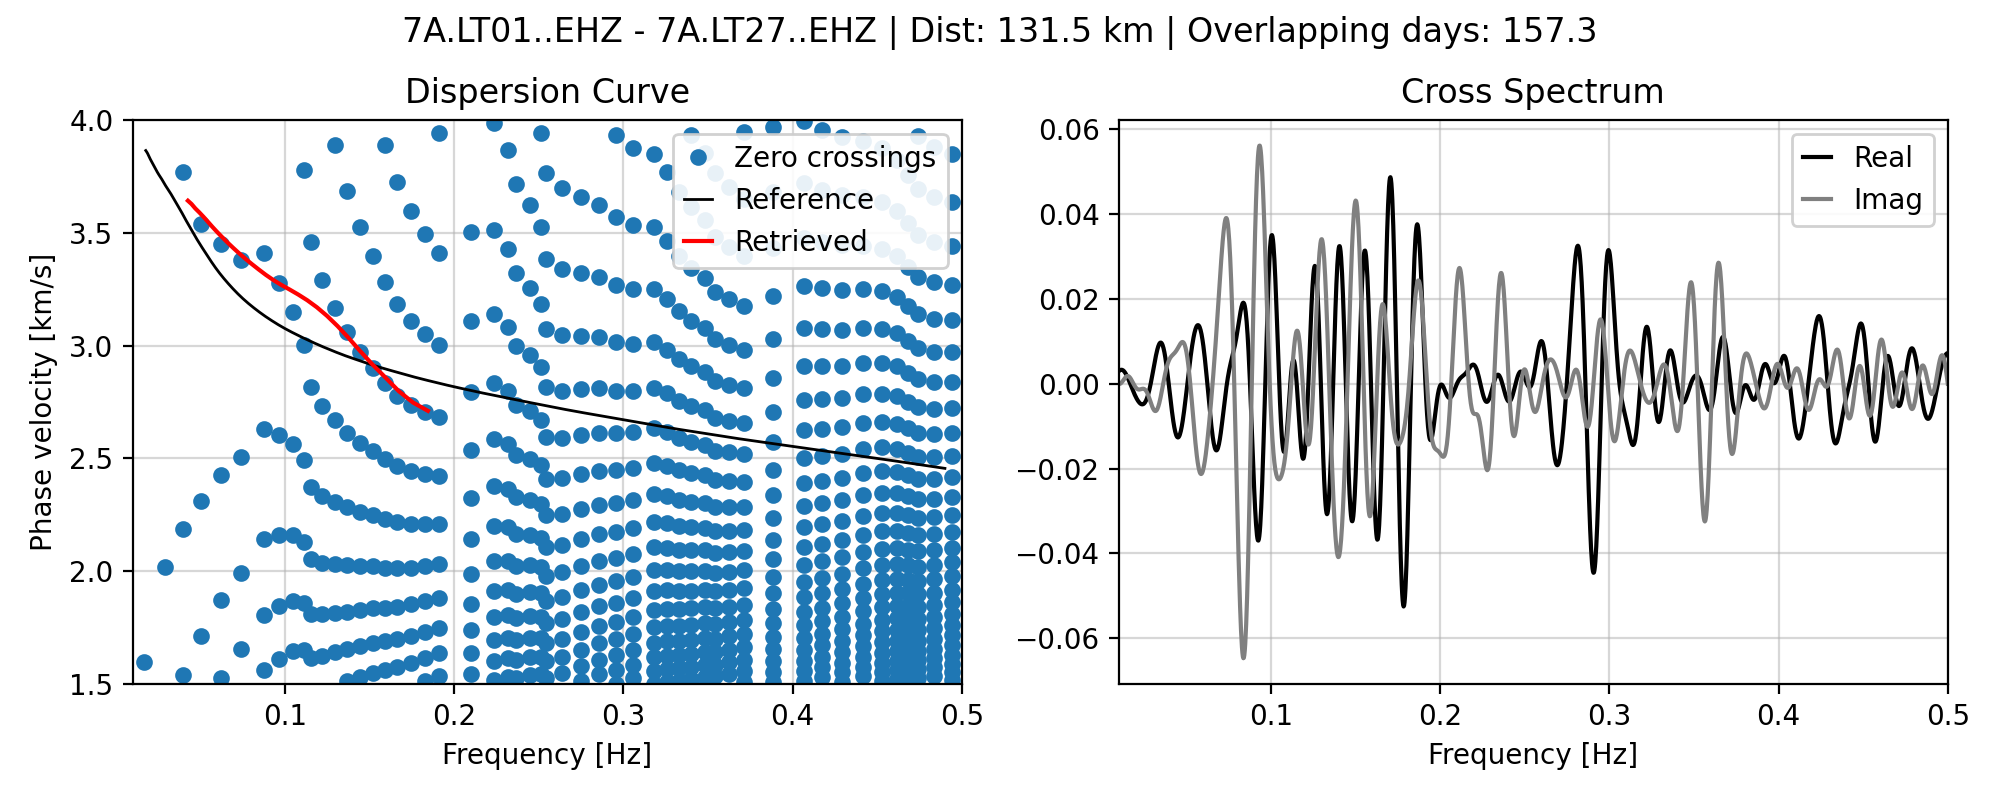 7A.LT01..EHZ - 7A.LT27..EHZ | Dist: 131.5 km | Overlapping days: 157.3
Dispersion Curve
Phase velocity [km/s]
4.0
3.5
3.0
2.5
2.0
1.5
Zero crossings
Reference
Retrieved
0.1
0.2
0.3
0.4
0.5
Frequency [Hz]
Cross Spectrum
0.06
0.04
0.02
0.00
−0.02
−0.04
−0.06
Real
Imag
0.1
0.2
0.3
0.4
0.5
Frequency [Hz]